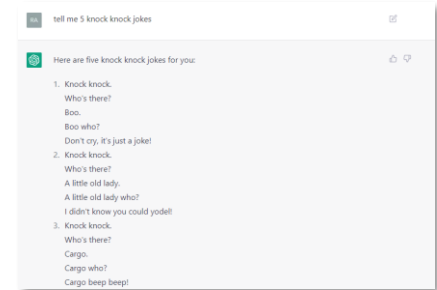 KA tell me 5 knock knock jokes
Here are five knock knock jokes for you:
1. Knock knock.
Who's there?
Boo.
Boo who?
Don't cry, it's just a joke!
2. Knock knock.
Who's there?
A little old lady.
A little old lady who?
I didn't know you could yodel!
3. Knock knock.
Who's there?
Cargo.
Cargo who?
Cargo beep beep!